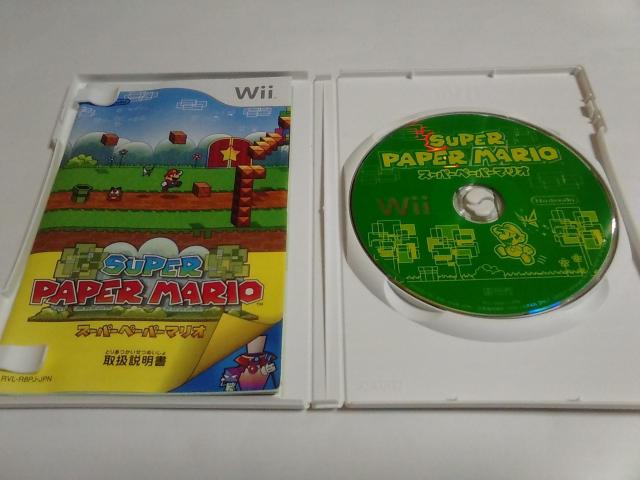 Wii
SUPER
PAPER MARIO
スーパーペーパーマリオ
とりあつかいせつめいしょ
取扱説明書
RVL-R8PJ-JPN
SUPER
PAPER MARIO
スーパーペーパーマリオ
Wii
Nintendo